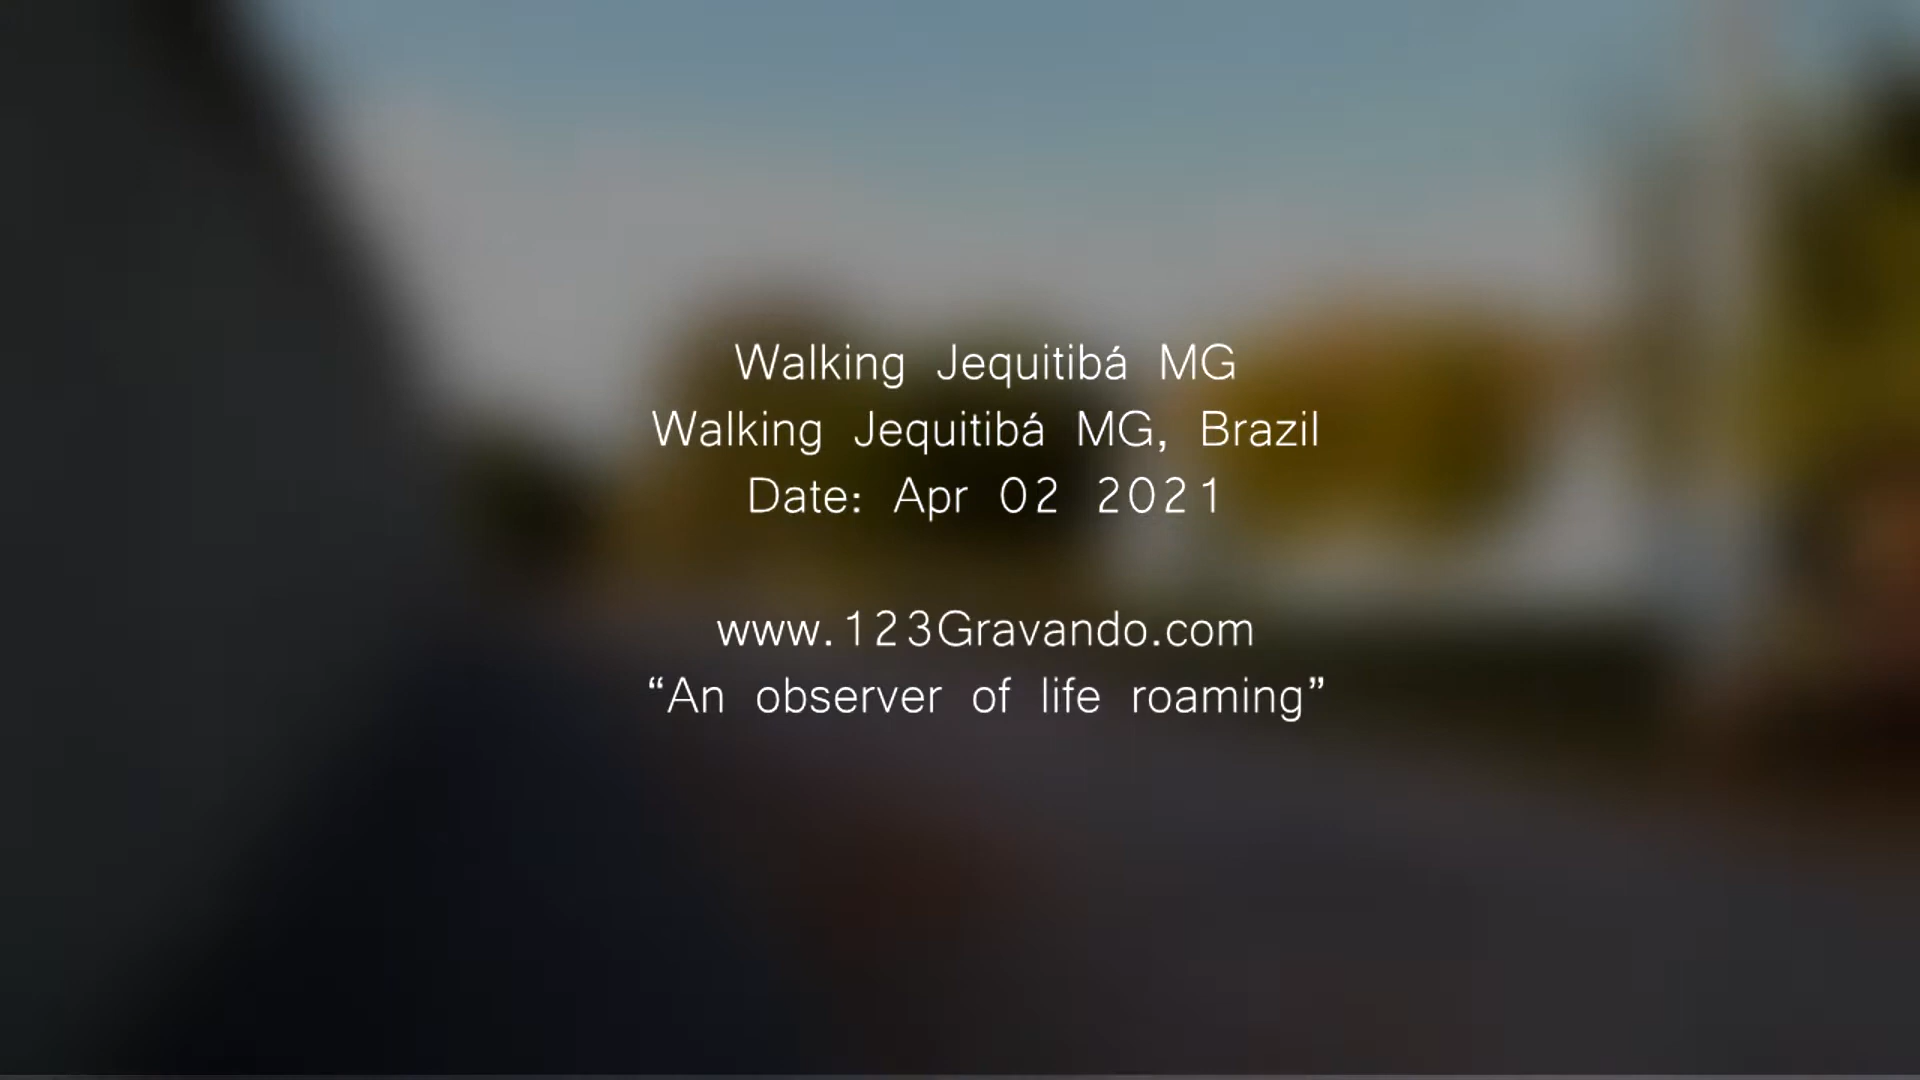 Walking Jequitibá MG
Walking Jequitibá MG, Brazil
Date: Apr 02 2021
www.123Gravando.com
“An observer of life roaming”